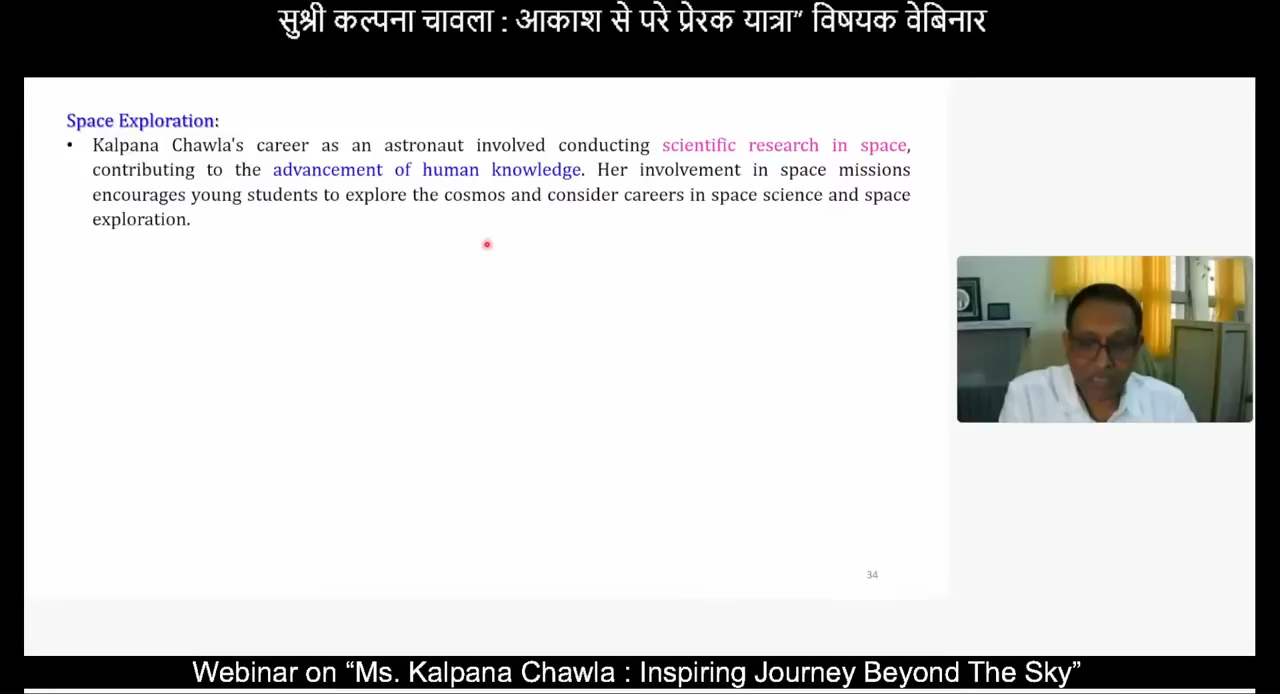 सुश्री कल्पना चावला : आकाश से परे प्रेरक यात्रा” विषयक वेबिनार
Space Exploration:
• Kalpana Chawla's career as an astronaut involved conducting scientific research in space,
contributing to the advancement of human knowledge. Her involvement in space missions
encourages young students to explore the cosmos and consider careers in space science and space
exploration.
34
Webinar on “Ms. Kalpana Chawla : Inspiring Journey Beyond The Sky”